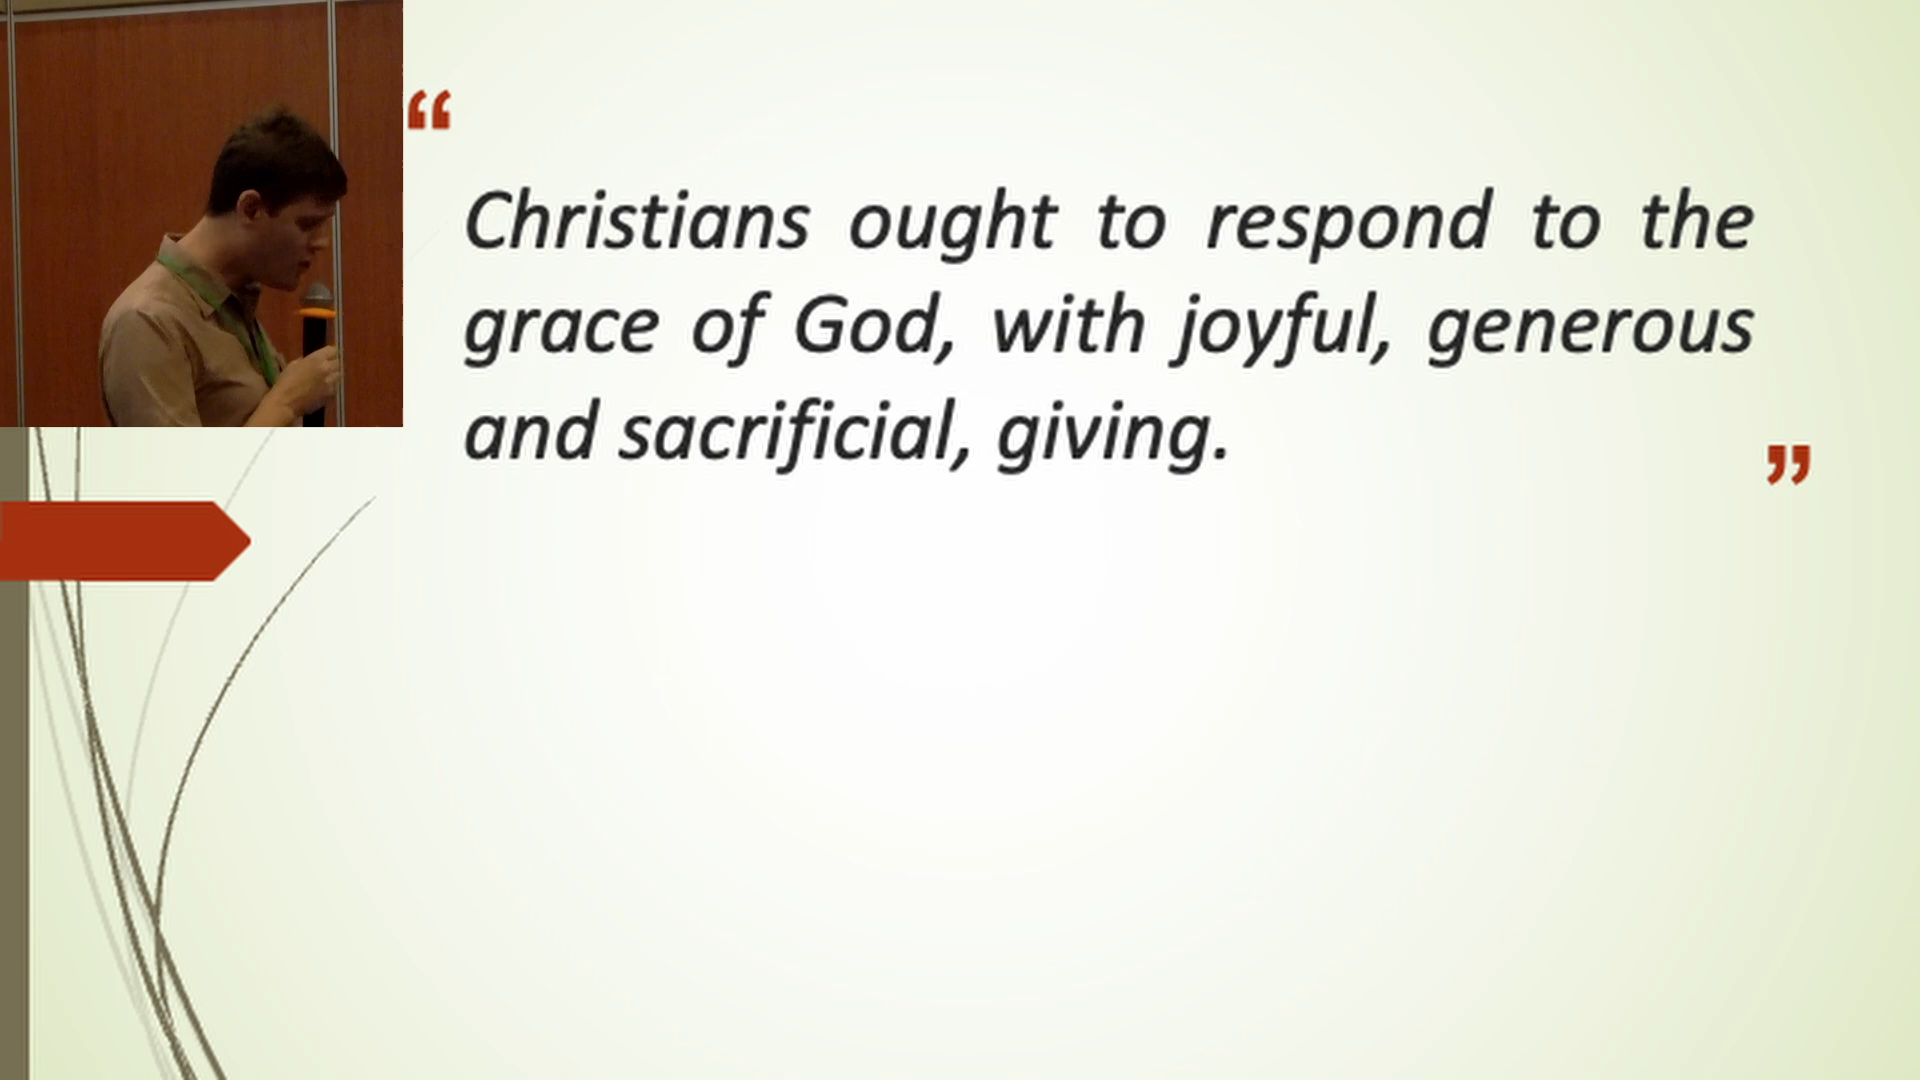 “
Christians ought to respond to the
grace of God, with joyful, generous
and sacrificial, giving.
”